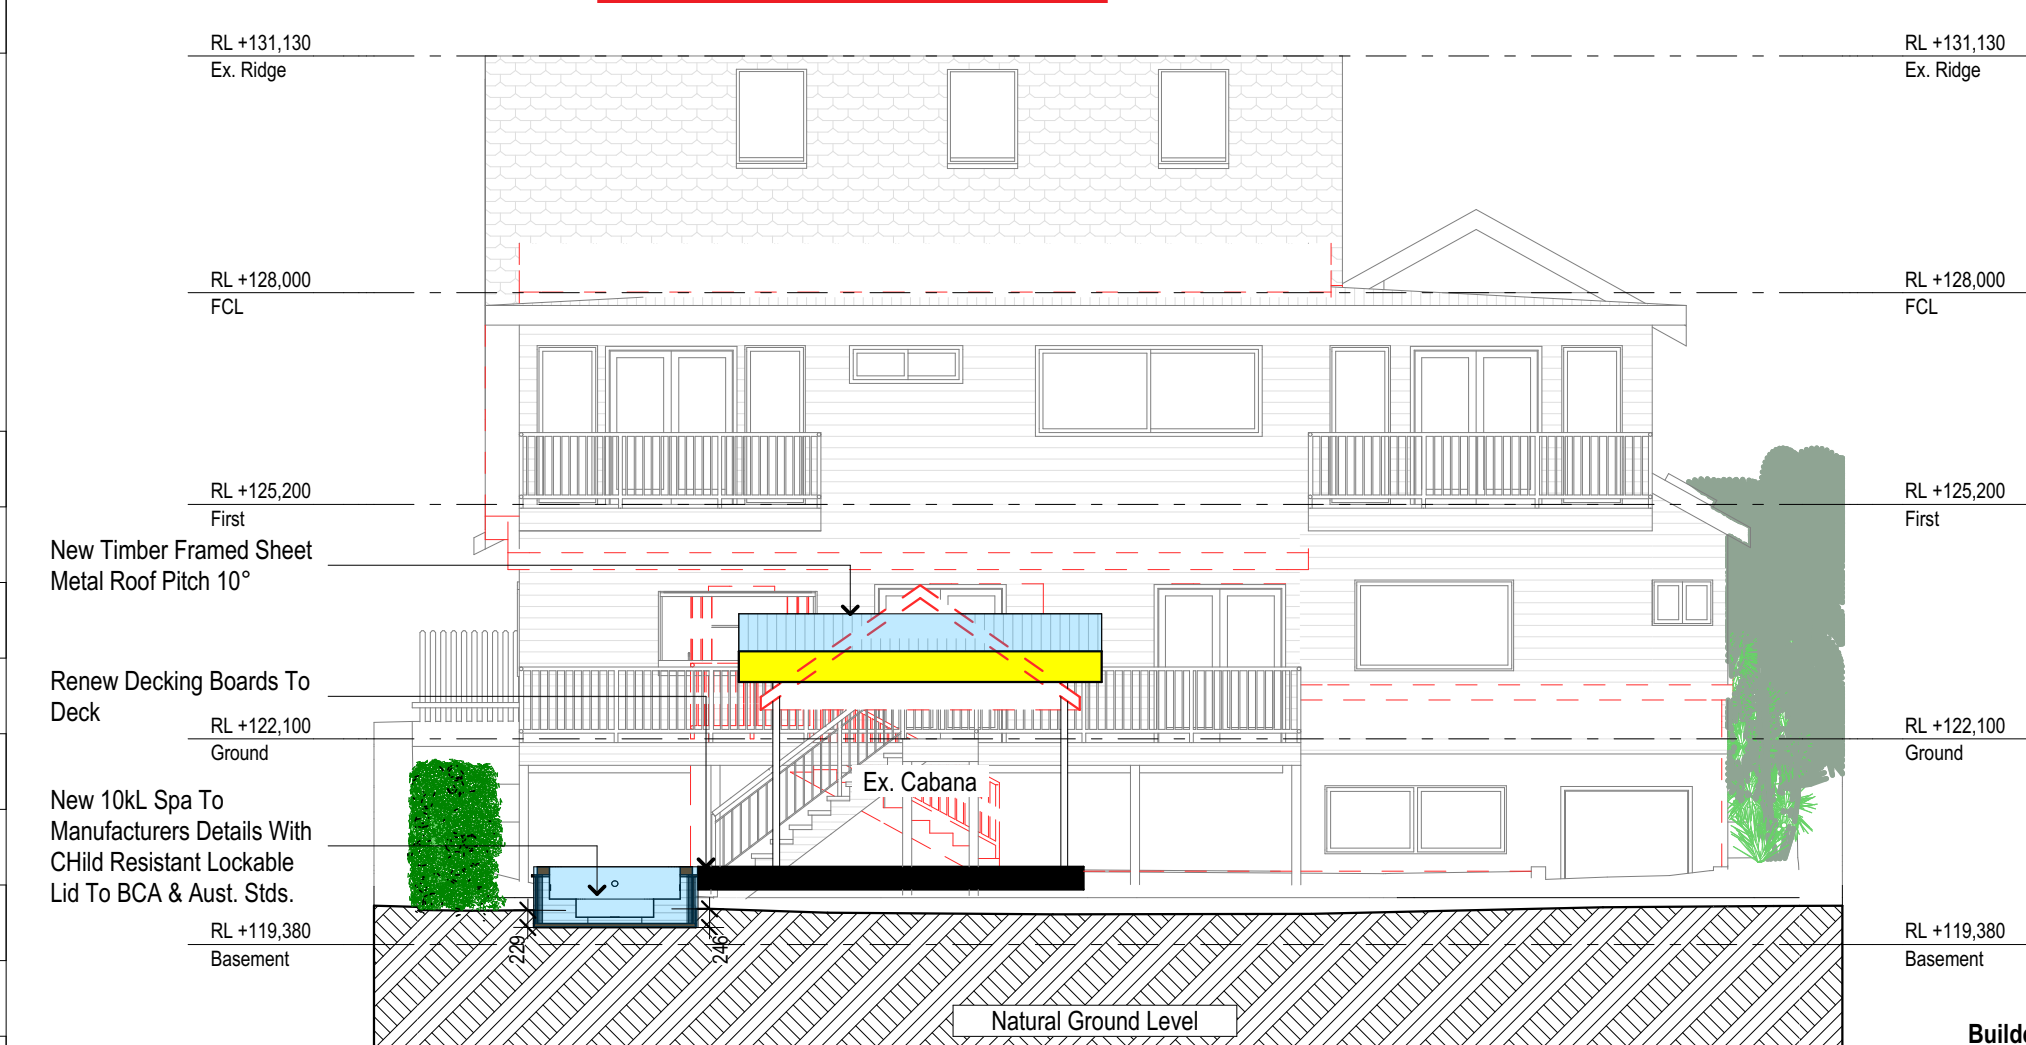 RL +131,130
Ex. Ridge
RL +131,130
Ex. Ridge
RL +128,000
FCL
RL +128,000
FCL
RL +125,200
First
RL +125,200
First
New Timber Framed Sheet
Metal Roof Pitch 10°
Renew Decking Boards To
Deck
RL +122,100
Ground
RL +122,100
Ground
Ex. Cabana
New 10kL Spa To
Manufacturers Details With
CHild Resistant Lockable
Lid To BCA & Aust. Stds.
RL +119,380
Basement
229
246
RL +119,380
Basement
Natural Ground Level